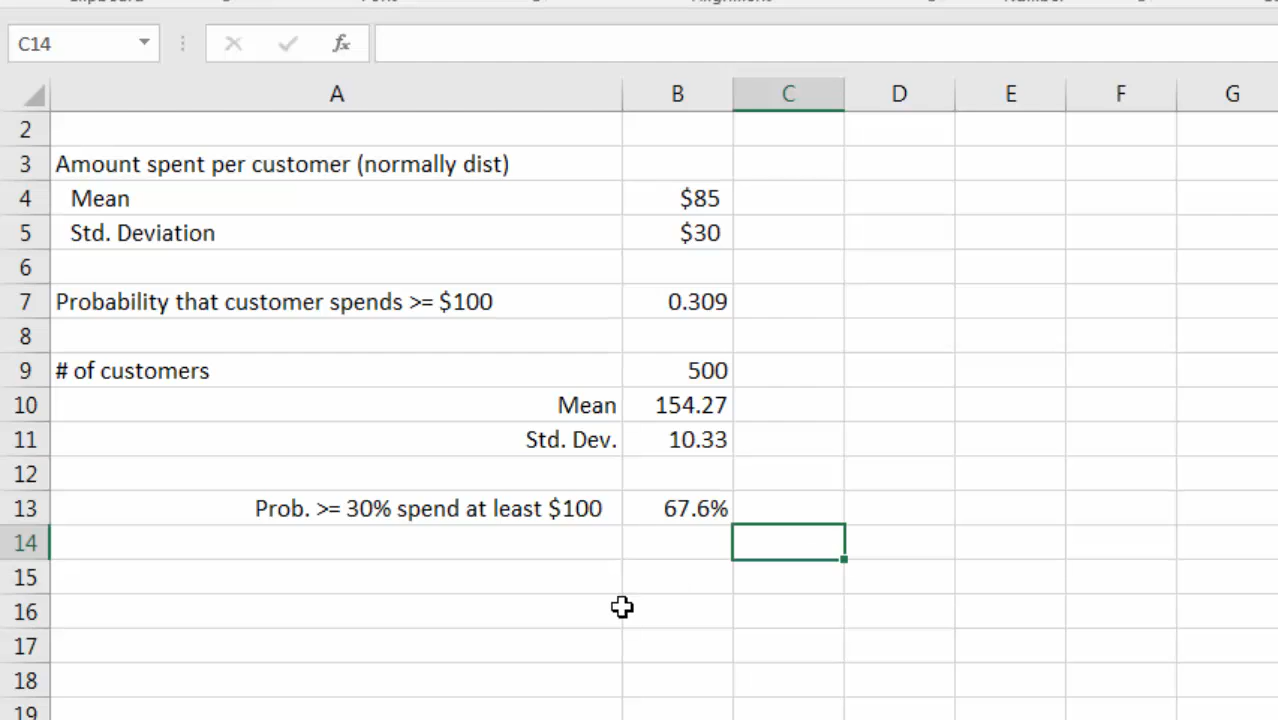 C14 fx
A B C D E F G
2
3 Amount spent per customer (normally dist)
4 Mean $85
5 Std. Deviation $30
6
7 Probability that customer spends >= $100 0.309
8
9 # of customers 500
10 Mean 154.27
11 Std. Dev. 10.33
12
13 Prob. >= 30% spend at least $100 67.6%
14
15
16
17
18
19